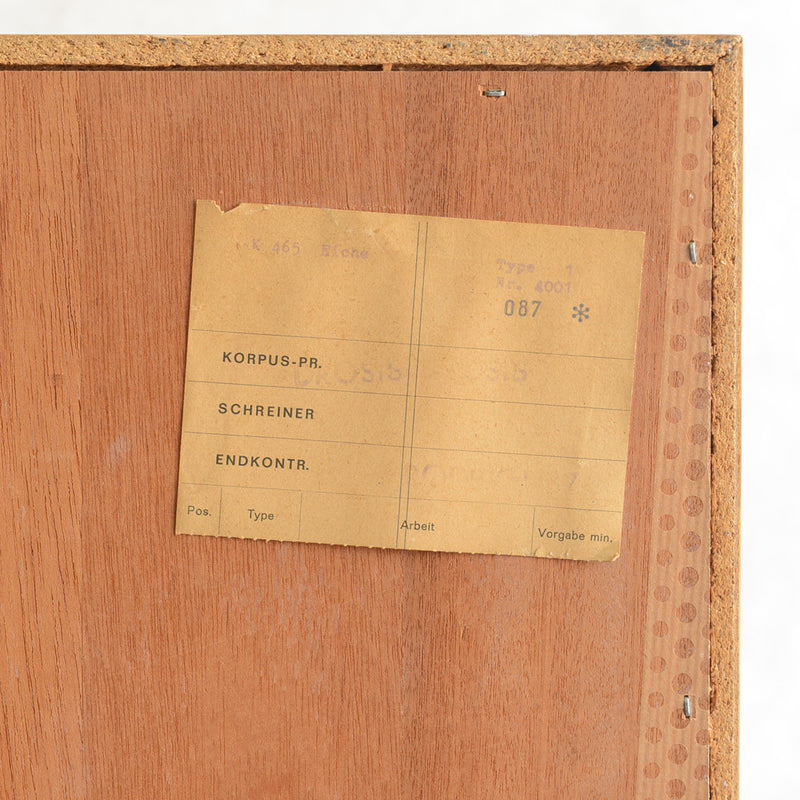 K 465 Eiche
Type 1
Nr. 4001
087 *
KORPUS-PR.
SCHREINER
ENDKONTR.
Pos. Type Arbeit Vorgabe min.